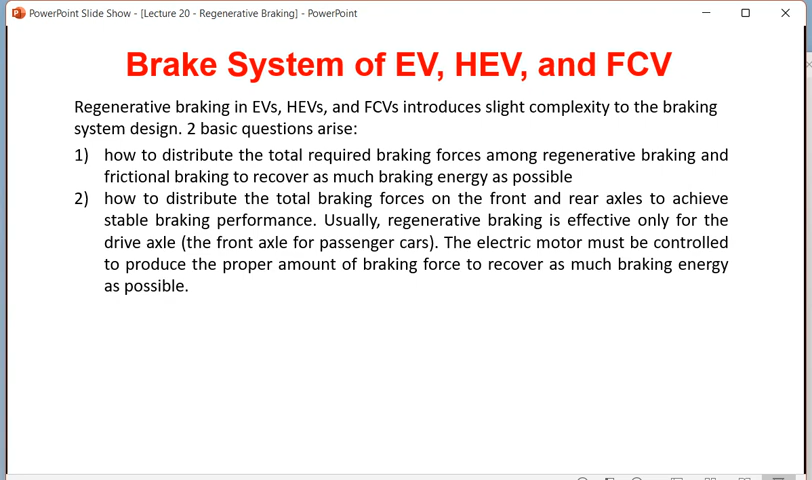 PowerPoint Slide Show - [Lecture 20 - Regenerative Braking] - PowerPoint
Brake System of EV, HEV, and FCV
Regenerative braking in EVs, HEVs, and FCVs introduces slight complexity to the braking
system design. 2 basic questions arise:
1) how to distribute the total required braking forces among regenerative braking and
frictional braking to recover as much braking energy as possible
2) how to distribute the total braking forces on the front and rear axles to achieve
stable braking performance. Usually, regenerative braking is effective only for the
drive axle (the front axle for passenger cars). The electric motor must be controlled
to produce the proper amount of braking force to recover as much braking energy
as possible.